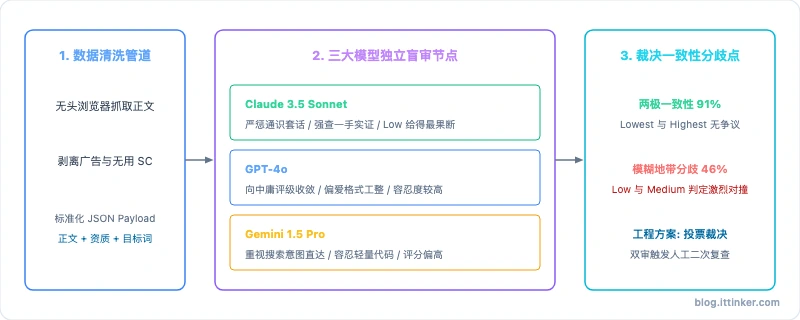 1. 数据清洗管道
无头浏览器抓取正文
剥离广告与无用 SC
标准化 JSON Payload
正文 + 资质 + 目标词
2. 三大模型独立盲审节点
Claude 3.5 Sonnet
严惩通识套话 / 强查一手实证 / Low 给得最果断
GPT-4o
向中庸评级收敛 / 偏爱格式工整 / 容忍度较高
Gemini 1.5 Pro
重视搜索意图直达 / 容忍轻量代码 / 评分偏高
3. 裁决一致性分歧点
两极一致性 91%
Lowest 与 Highest 无争议
模糊地带分歧 46%
Low 与 Medium 判定激烈对撞
工程方案: 投票裁决
双审触发人工二次复查
blog.ittinker.com